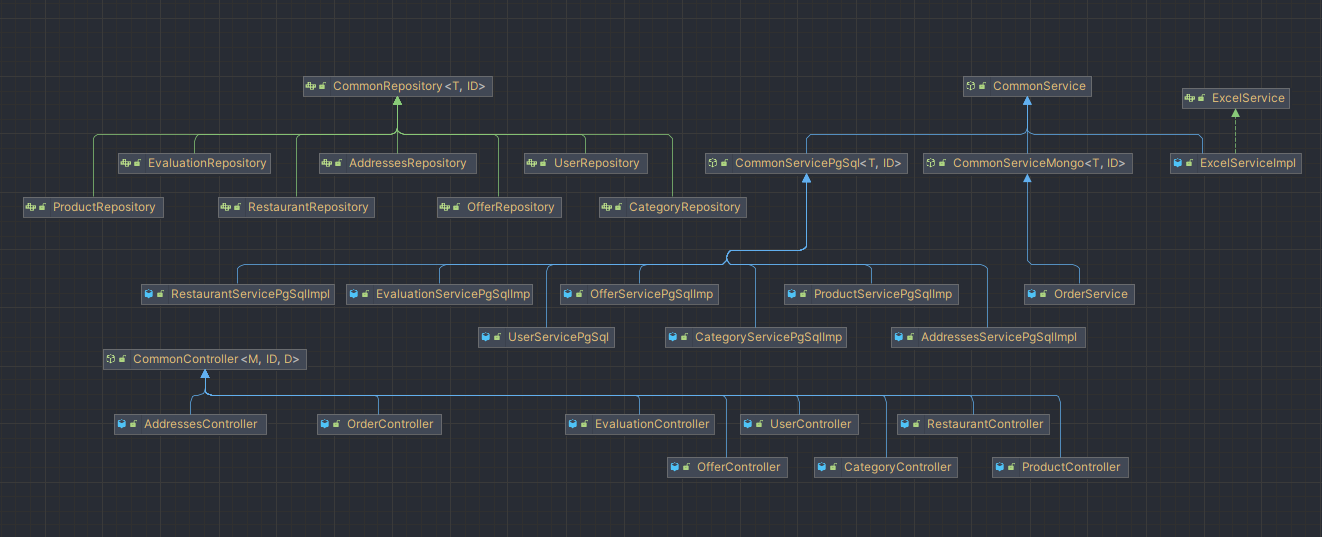 CommonRepository<T, ID>
CommonService
ExcelService
EvaluationRepository
AddressesRepository
UserRepository
CommonServicePgSql<T, ID>
CommonServiceMongo<T, ID>
ExcelServiceImpl
ProductRepository
RestaurantRepository
OfferRepository
CategoryRepository
RestaurantServicePgSqlImpl
EvaluationServicePgSqlImp
OfferServicePgSqlImp
ProductServicePgSqlImp
OrderService
UserServicePgSql
CategoryServicePgSqlImp
AddressesServicePgSqlImpl
CommonController<M, ID, D>
AddressesController
OrderController
EvaluationController
UserController
RestaurantController
OfferController
CategoryController
ProductController